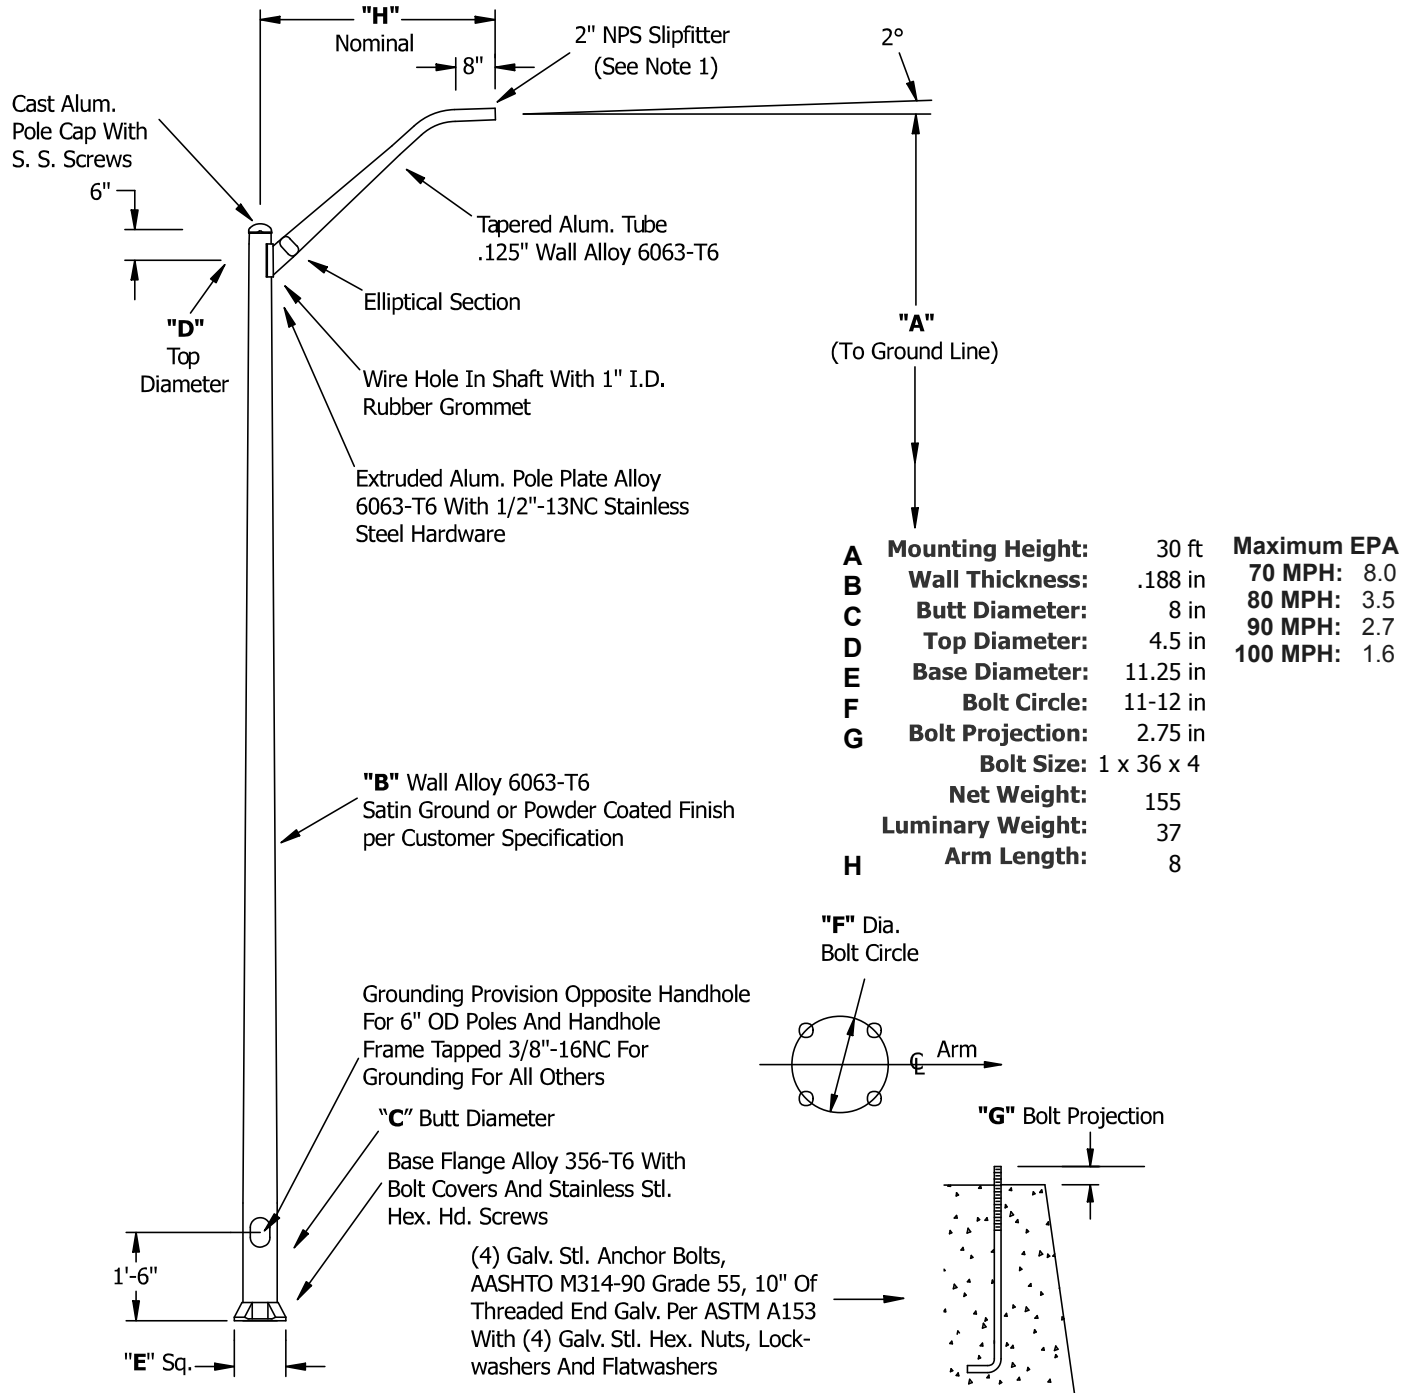 "H"
Nominal
8"
2" NPS Slipfitter
(See Note 1)
2°
Cast Alum.
Pole Cap With
S. S. Screws
6"
Tapered Alum. Tube
.125" Wall Alloy 6063-T6
Elliptical Section
"D"
Top
Diameter
"A"
(To Ground Line)
Wire Hole In Shaft With 1" I.D.
Rubber Grommet
Extruded Alum. Pole Plate Alloy
6063-T6 With 1/2"-13NC Stainless
Steel Hardware
A Mounting Height: 30 ft
B Wall Thickness: .188 in
C Butt Diameter: 8 in
D Top Diameter: 4.5 in
E Base Diameter: 11.25 in
F Bolt Circle: 11-12 in
G Bolt Projection: 2.75 in
Bolt Size: 1 x 36 x 4
Net Weight: 155
Luminary Weight: 37
H Arm Length: 8
Maximum EPA
70 MPH: 8.0
80 MPH: 3.5
90 MPH: 2.7
100 MPH: 1.6
"B" Wall Alloy 6063-T6
Satin Ground or Powder Coated Finish
per Customer Specification
"F" Dia.
Bolt Circle
℄ Arm
Grounding Provision Opposite Handhole
For 6" OD Poles And Handhole
Frame Tapped 3/8"-16NC For
Grounding For All Others
“C” Butt Diameter
Base Flange Alloy 356-T6 With
Bolt Covers And Stainless Stl.
Hex. Hd. Screws
"G" Bolt Projection
1'-6"
(4) Galv. Stl. Anchor Bolts,
AASHTO M314-90 Grade 55, 10" Of
Threaded End Galv. Per ASTM A153
With (4) Galv. Stl. Hex. Nuts, Lock-
washers And Flatwashers
"E" Sq.